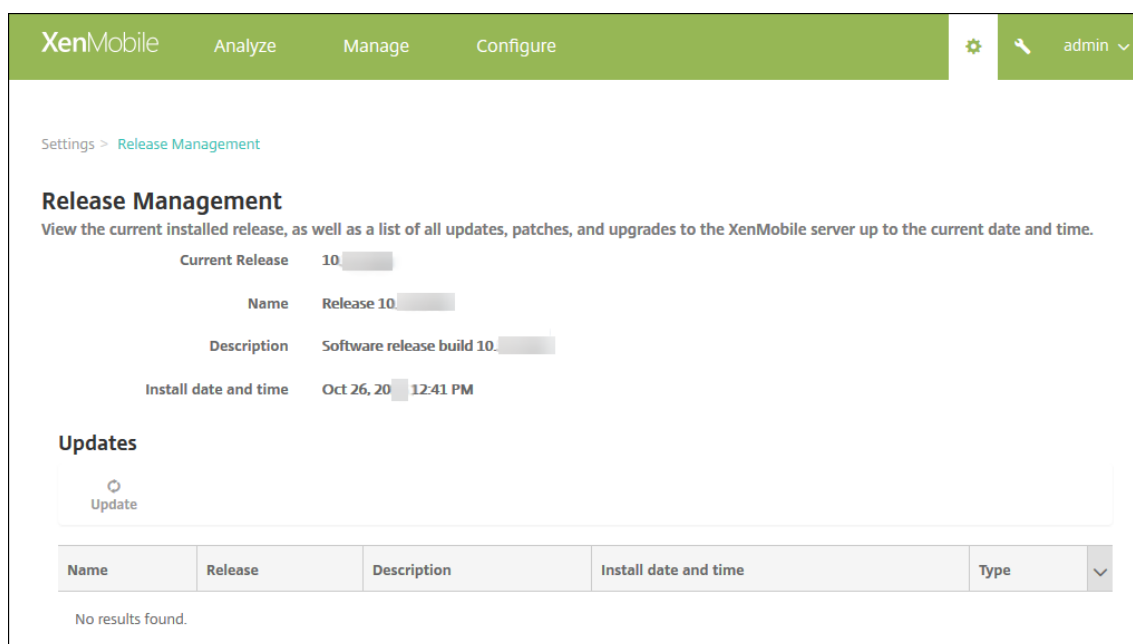 XenMobile Analyze Manage Configure admin
Settings > Release Management
Release Management
View the current installed release, as well as a list of all updates, patches, and upgrades to the XenMobile server up to the current date and time.
Current Release 10.
Name Release 10.
Description Software release build 10.
Install date and time Oct 26, 20 12:41 PM
Updates
Update
Name Release Description Install date and time Type
No results found.